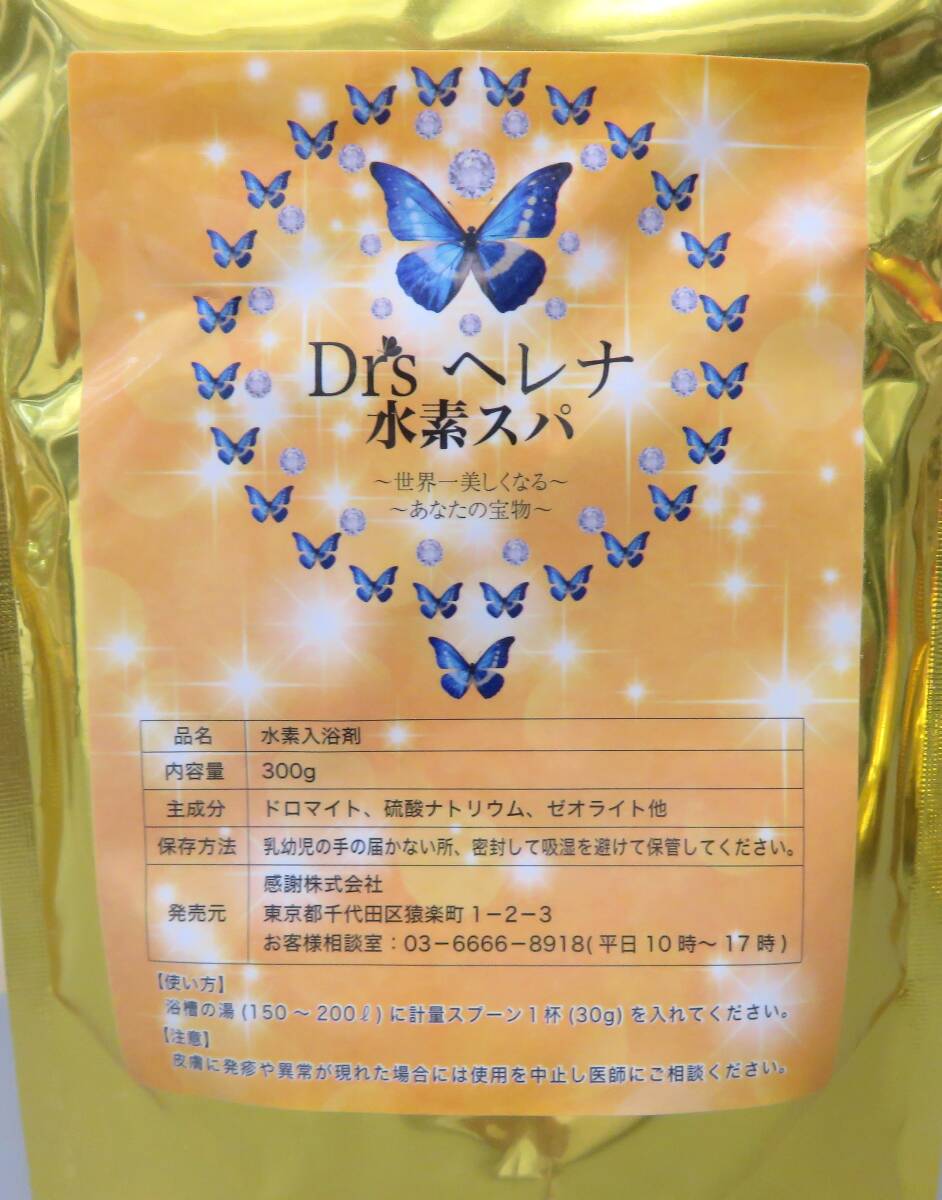 Dr's ヘレナ
水素スパ
～世界一美しくなる～
～あなたの宝物～
品名 水素入浴剤
内容量 300g
主成分 ドロマイト、硫酸ナトリウム、ゼオライト他
保存方法 乳幼児の手の届かない所、密封して吸湿を避けて保管してください。
発売元 感謝株式会社
東京都千代田区猿楽町1-2-3
お客様相談室：03-6666-8918(平日10時～17時)
【使い方】
浴槽の湯(150～200ℓ)に計量スプーン1杯(30g)を入れてください。
【注意】
皮膚に発疹や異常が現れた場合には使用を中止し医師にご相談ください。